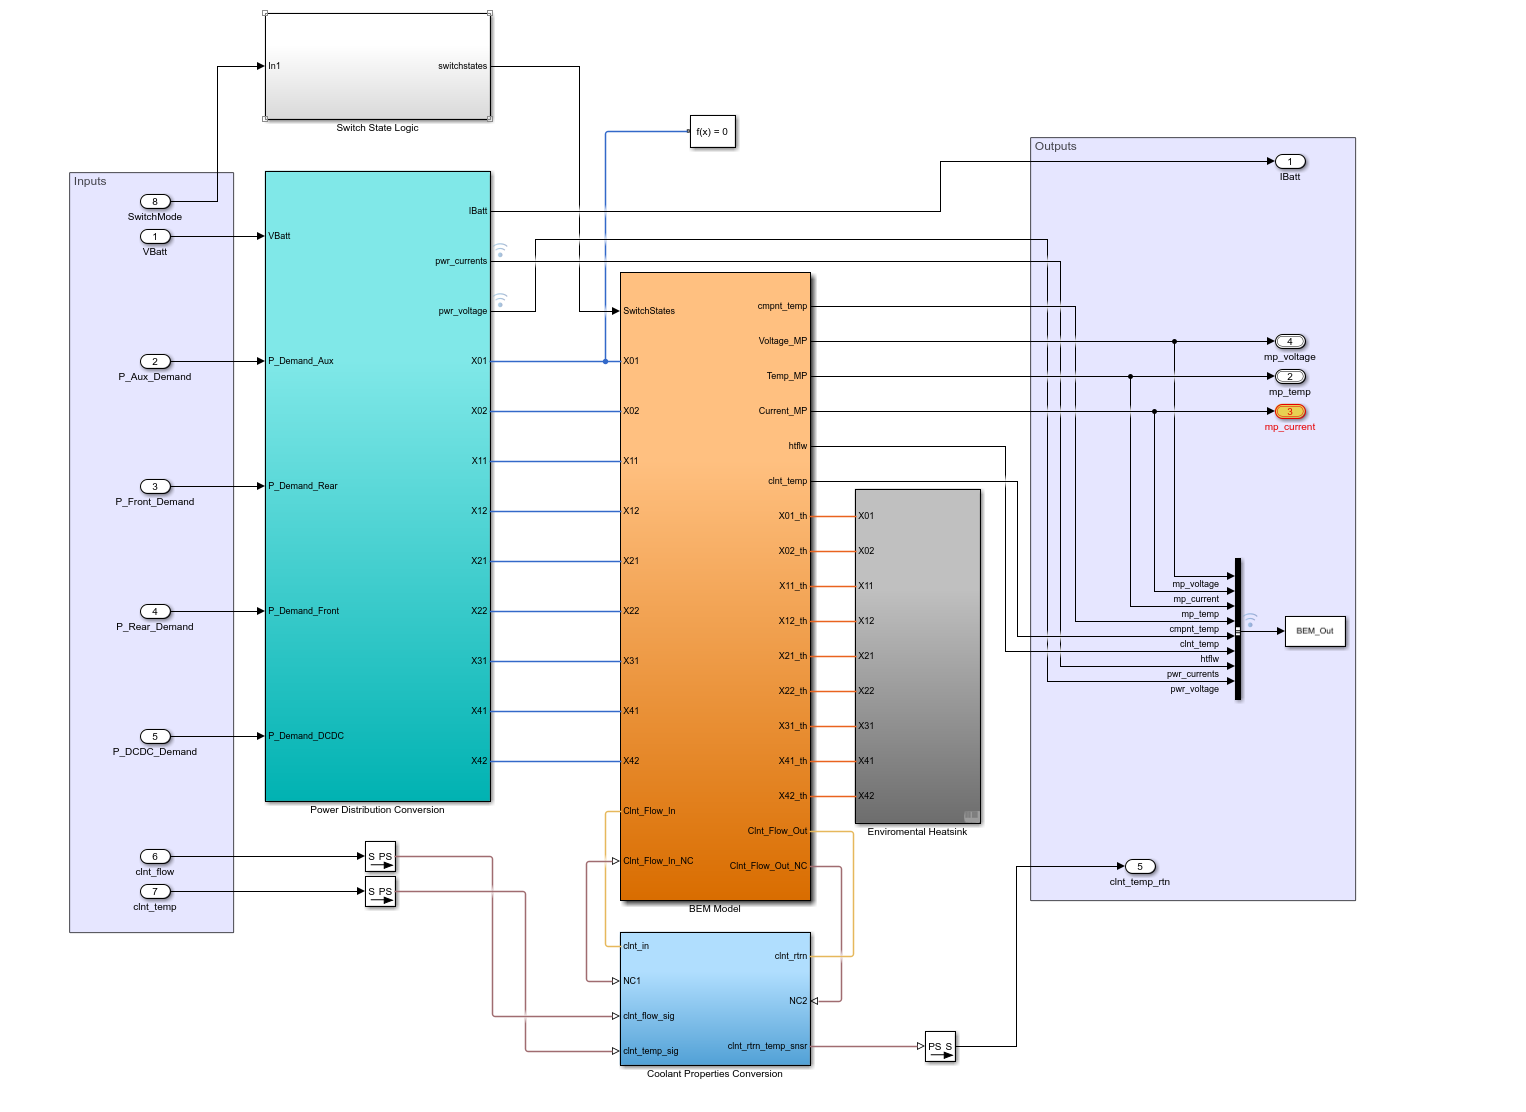 In1
switchstates
Switch State Logic
f(x) = 0
Inputs
8
SwitchMode
1
VBatt
2
P_Aux_Demand
3
P_Front_Demand
4
P_Rear_Demand
5
P_DCDC_Demand
6
clnt_flow
7
clnt_temp
VBatt
P_Demand_Aux
P_Demand_Rear
P_Demand_Front
P_Demand_DCDC
IBatt
pwr_currents
pwr_voltage
X01
X02
X11
X12
X21
X22
X31
X41
X42
Power Distribution Conversion
S PS
S PS
SwitchStates
X01
X02
X11
X12
X21
X22
X31
X41
X42
Clnt_Flow_In
Clnt_Flow_In_NC
cmpnt_temp
Voltage_MP
Temp_MP
Current_MP
htflw
clnt_temp
X01_th
X02_th
X11_th
X12_th
X21_th
X22_th
X31_th
X41_th
X42_th
Clnt_Flow_Out
Clnt_Flow_Out_NC
BEM Model
X01
X02
X11
X12
X21
X22
X31
X41
X42
Enviromental Heatsink
clnt_in
NC1
clnt_flow_sig
clnt_temp_sig
clnt_rtrn
NC2
clnt_rtrn_temp_snsr
Coolant Properties Conversion
PS S
Outputs
1
IBatt
4
mp_voltage
2
mp_temp
3
mp_current
mp_voltage
mp_current
mp_temp
cmpnt_temp
clnt_temp
htflw
pwr_currents
pwr_voltage
BEM_Out
5
clnt_temp_rtn